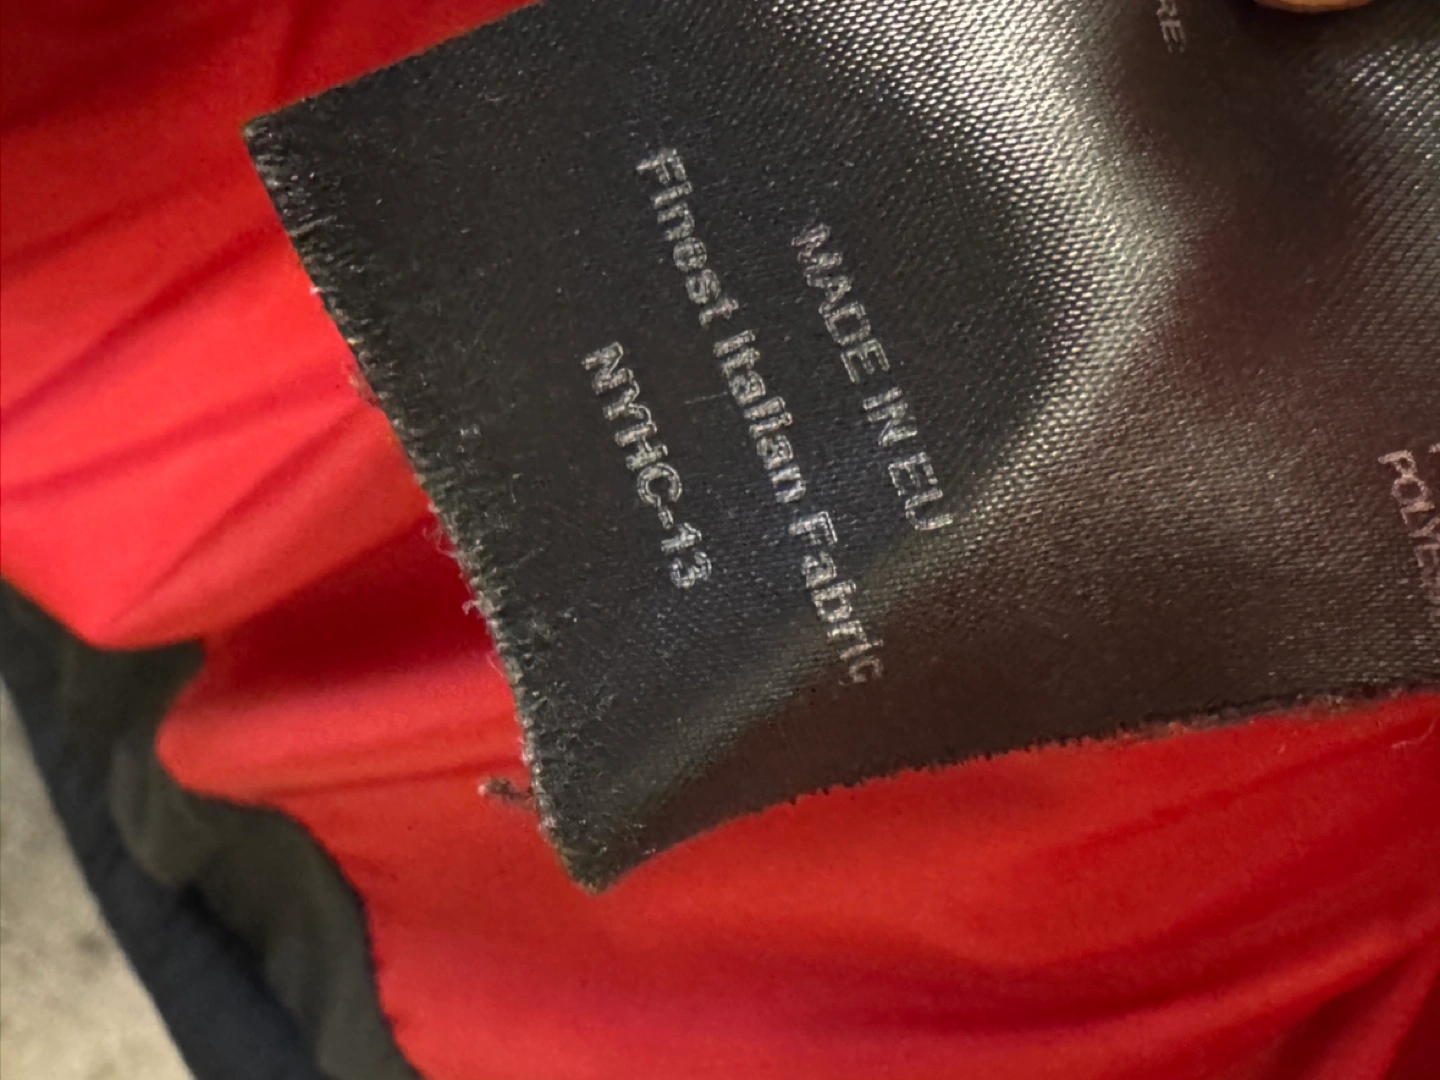 MADE IN EU
Finest Italian Fabric
NYHC-13